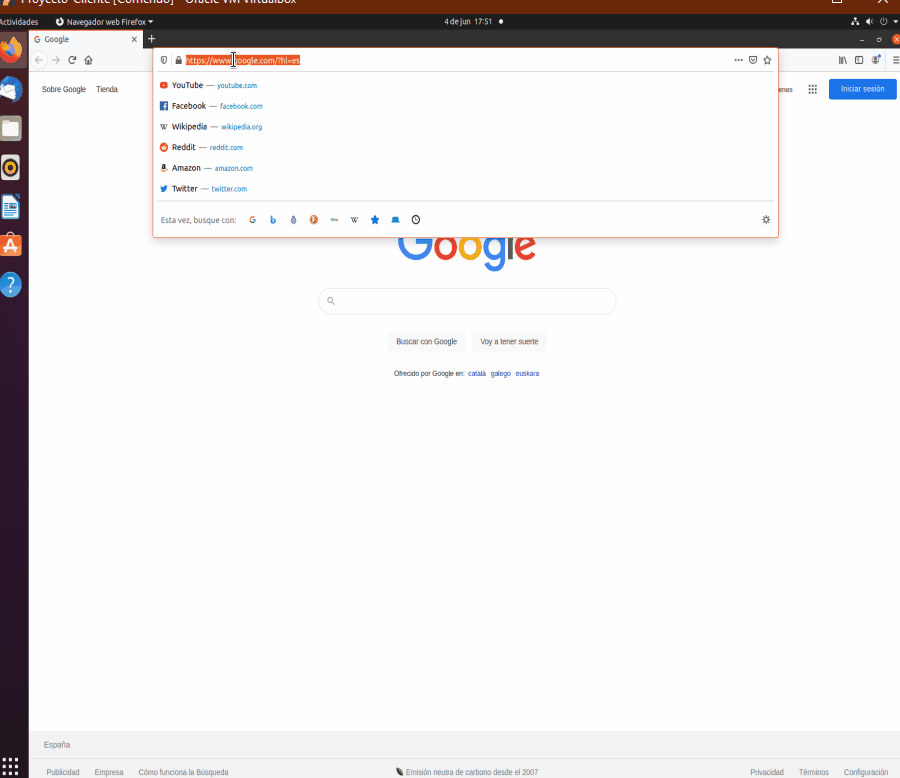 Proyecto-Cliente [Corriendo] - Oracle VM VirtualBox
Actividades Navegador web Firefox 4 de jun 17:51
Google
https://www.google.com/?hl=es
YouTube — youtube.com
Facebook — facebook.com
Wikipedia — wikipedia.org
Reddit — reddit.com
Amazon — amazon.com
Twitter — twitter.com
Esta vez, busque con:
Sobre Google Tienda
Iniciar sesión
Google
Buscar con Google Voy a tener suerte
Ofrecido por Google en: català galego euskara
España
Publicidad Empresa Cómo funciona la Búsqueda Emisión neutra de carbono desde el 2007 Privacidad Términos Configuración